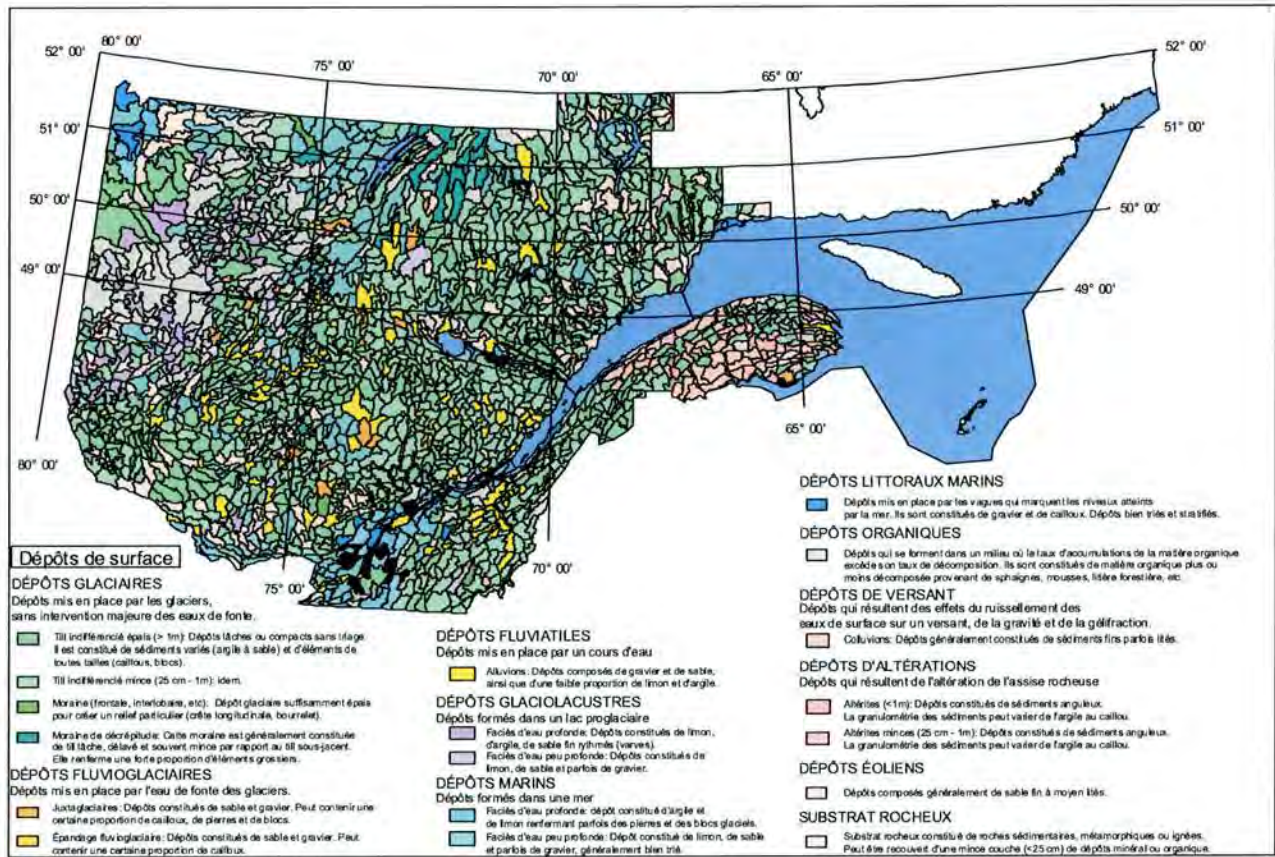 80° 00'
52° 00'
75° 00'
70° 00'
65° 00'
52° 00'
51° 00'
51° 00'
50° 00'
50° 00'
49° 00'
49° 00'
80° 00'
65° 00'
70° 00'
75° 00'
Dépôts de surface
DÉPÔTS GLACIAIRES
Dépôts mis en place par les glaciers,
sans intervention majeure des eaux de fonte.
Till indifférencié épais (> 1m): Dépôts lâches ou compacts sans triage.
Il est constitué de sédiments variés (argile à sable) et d'éléments de
toutes tailles (cailloux, blocs).
Till indifférencié mince (25 cm - 1m): idem.
Moraine (frontale, interlobaire, etc). Dépôt glaciaire suffisamment épais
pour créer un relief particulier (crête longitudinale, bourrelet).
Moraine de décrépitude: Cette moraine est généralement constituée
de till lâche, délavé et souvent mince par rapport au till sous-jacent.
Elle renferme une forte proportion d'éléments grossiers.
DÉPÔTS FLUVIOGLACIAIRES
Dépôts mis en place par l'eau de fonte des glaciers.
Juxtaglaciaires: Dépôts constitués de sable et gravier. Peut contenir une
certaine proportion de cailloux, de pierres et de blocs.
Épandage fluvioglaciaire: Dépôts constitués de sable et gravier. Peut
contenir une certaine proportion de cailloux.
DÉPÔTS FLUVIATILES
Dépôts mis en place par un cours d'eau
Alluvions: Dépôts composés de gravier et de sable,
ainsi que d'une faible proportion de limon et d'argile.
DÉPÔTS GLACIOLACUSTRES
Dépôts formés dans un lac proglaciaire
Faciès d'eau profonde: Dépôts constitués de limon,
d'argile, de sable fin rythmés (varves).
Faciès d'eau peu profonde: Dépôts constitués de
limon, de sable et parfois de gravier.
DÉPÔTS MARINS
Dépôts formés dans une mer
Faciès d'eau profonde: dépôt constitué d'argile et
de limon renfermant parfois des pierres et des blocs glaciels.
Faciès d'eau peu profonde: Dépôt constitué de limon, de sable
et parfois de gravier, généralement bien trié.
DÉPÔTS LITTORAUX MARINS
Dépôts mis en place par les vagues qui marquent les niveaux atteints
par la mer. Ils sont constitués de gravier et de cailloux. Dépôts bien triés et stratifiés.
DÉPÔTS ORGANIQUES
Dépôts qui se forment dans un milieu où le taux d'accumulations de la matière organique
excède son taux de décomposition. Ils sont constitués de matière organique plus ou
moins décomposée provenant de sphaignes, mousses, litière forestière, etc.
DÉPÔTS DE VERSANT
Dépôts qui résultent des effets du ruissellement des
eaux de surface sur un versant, de la gravité et de la gélifraction.
Colluvions: Dépôts généralement constitués de sédiments fins parfois lités.
DÉPÔTS D'ALTÉRATIONS
Dépôts qui résultent de l'altération de l'assise rocheuse
Altérites (<1m): Dépôts constitués de sédiments anguleux.
La granulométrie des sédiments peut varier de l'argile au caillou.
Altérites minces (25 cm - 1m): Dépôts constitués de sédiments anguleux.
La granulométrie des sédiments peut varier de l'argile au caillou.
DÉPÔTS ÉOLIENS
Dépôts composés généralement de sable fin à moyen lités.
SUBSTRAT ROCHEUX
Substrat rocheux constitué de roches sédimentaires, métamorphiques ou ignées.
Peut être recouvert d'une mince couche (<25 cm) de dépôts minéral ou organique.